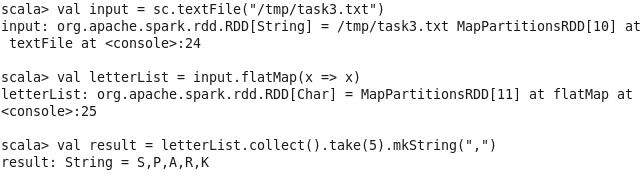 scala> val input = sc.textFile("/tmp/task3.txt")
input: org.apache.spark.rdd.RDD[String] = /tmp/task3.txt MapPartitionsRDD[10] at
 textFile at <console>:24
scala> val letterList = input.flatMap(x => x)
letterList: org.apache.spark.rdd.RDD[Char] = MapPartitionsRDD[11] at flatMap at
<console>:25
scala> val result = letterList.collect().take(5).mkString(",")
result: String = S,P,A,R,K